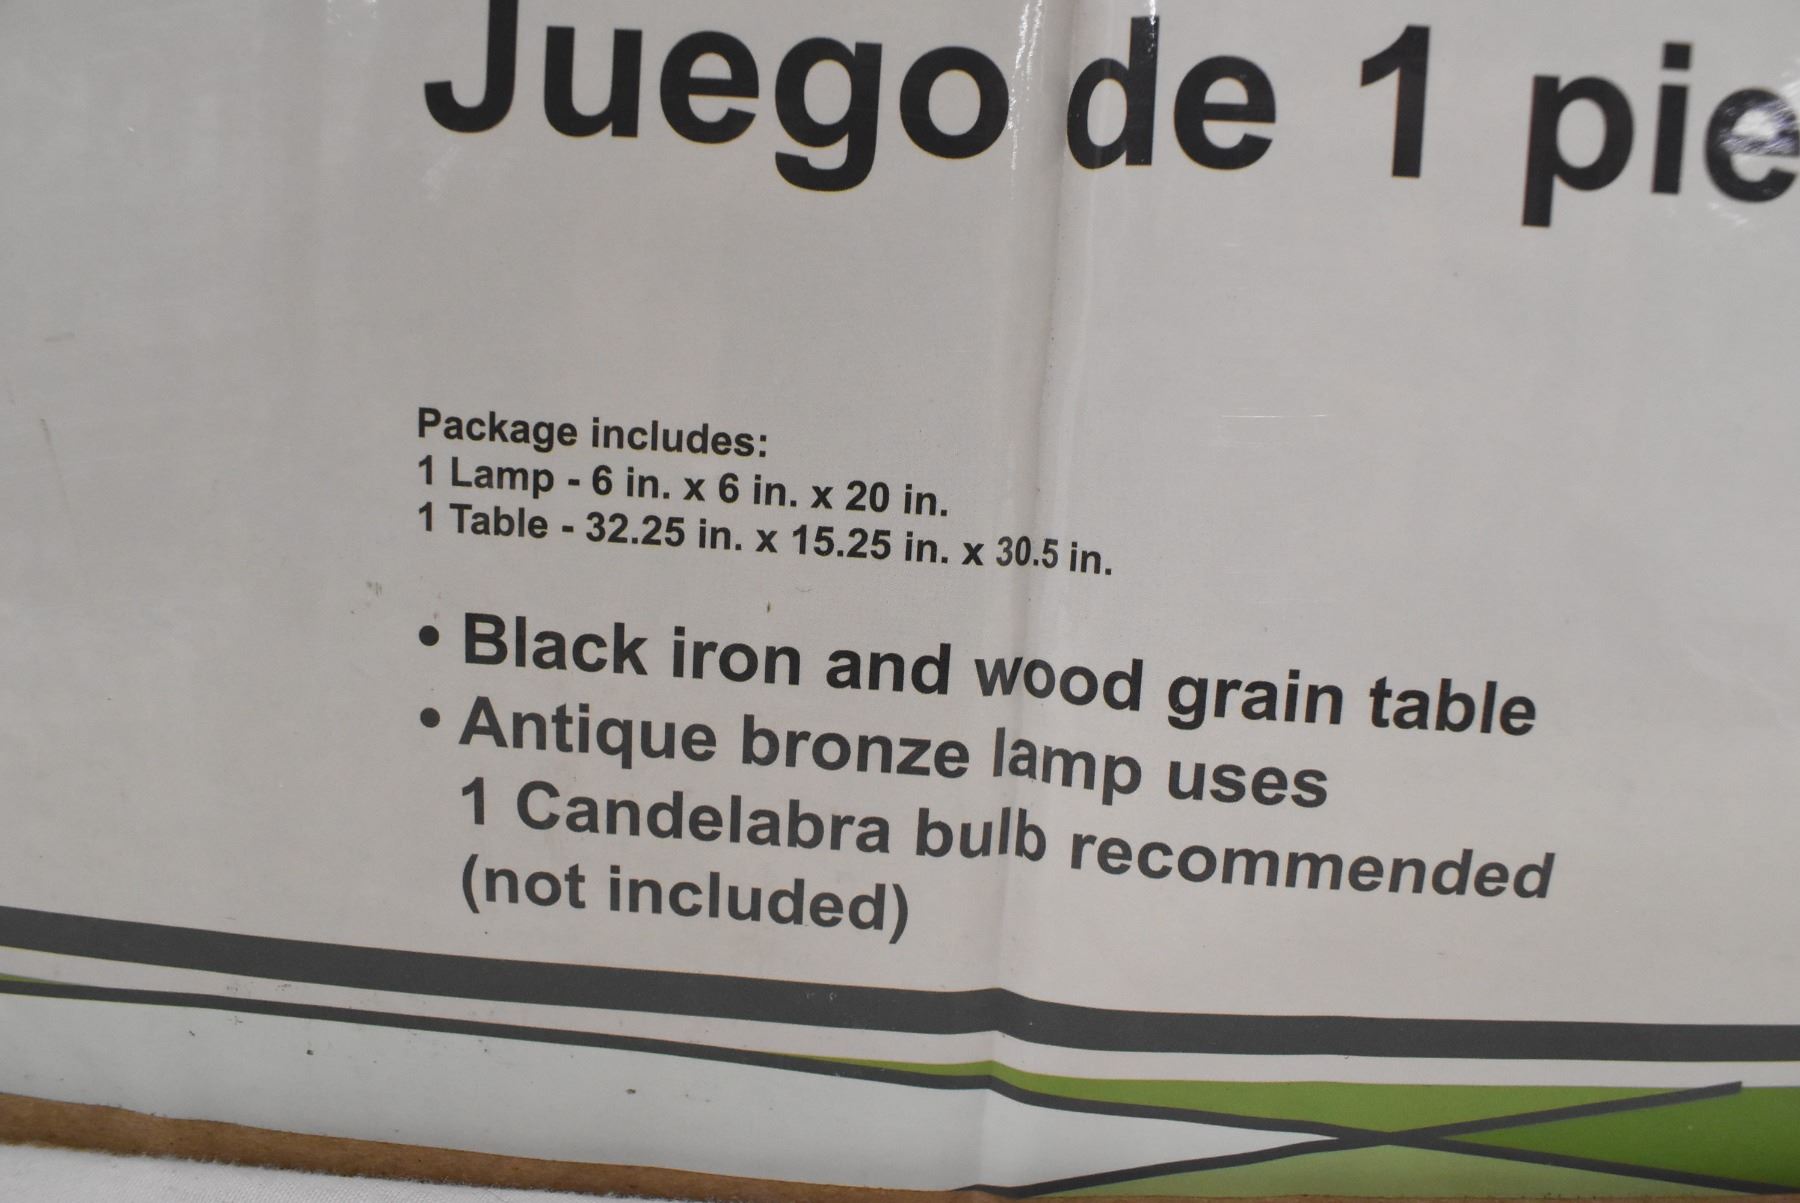 Juego de 1 pie
Package includes:
1 Lamp - 6 in. x 6 in. x 20 in.
1 Table - 32.25 in. x 15.25 in. x 30.5 in.
• Black iron and wood grain table
• Antique bronze lamp uses
1 Candelabra bulb recommended
(not included)